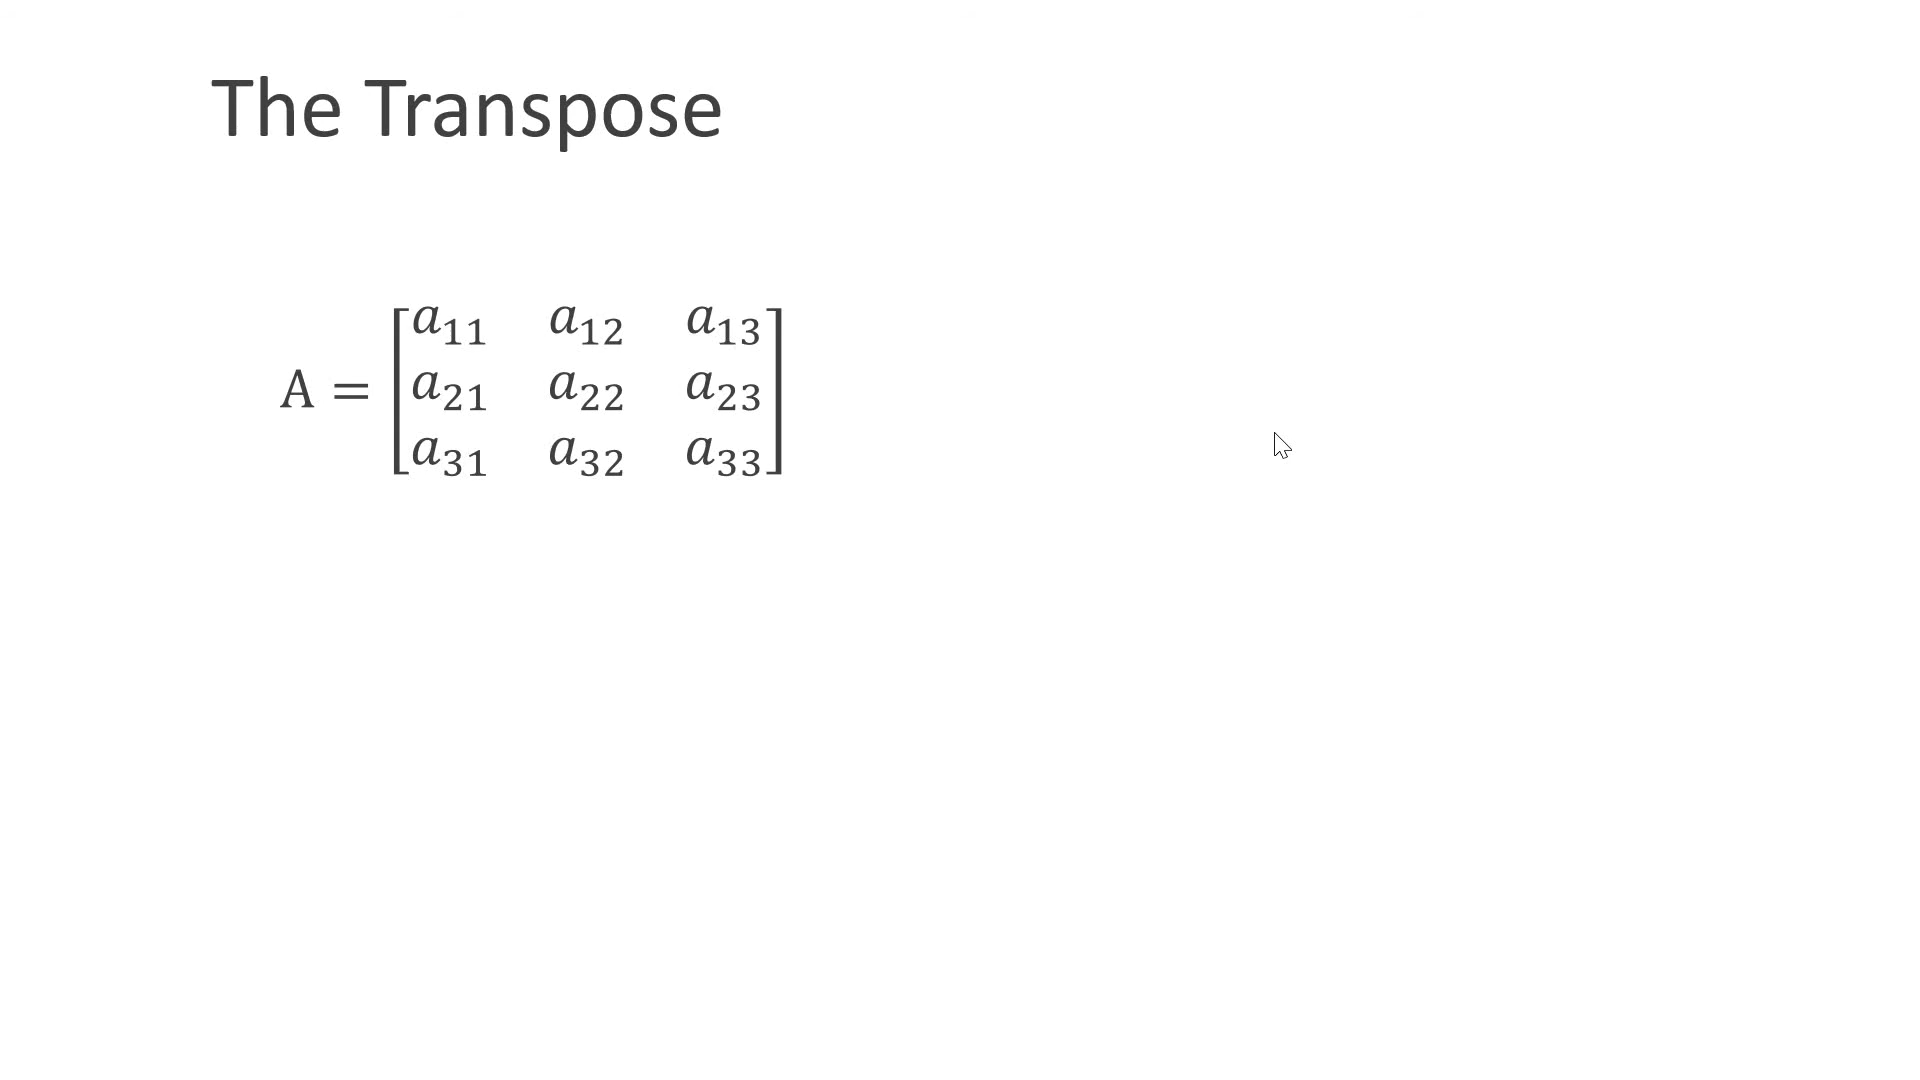 The Transpose
a₁₁ a₁₂ a₁₃
A = a₂₁ a₂₂ a₂₃
a₃₁ a₃₂ a₃₃